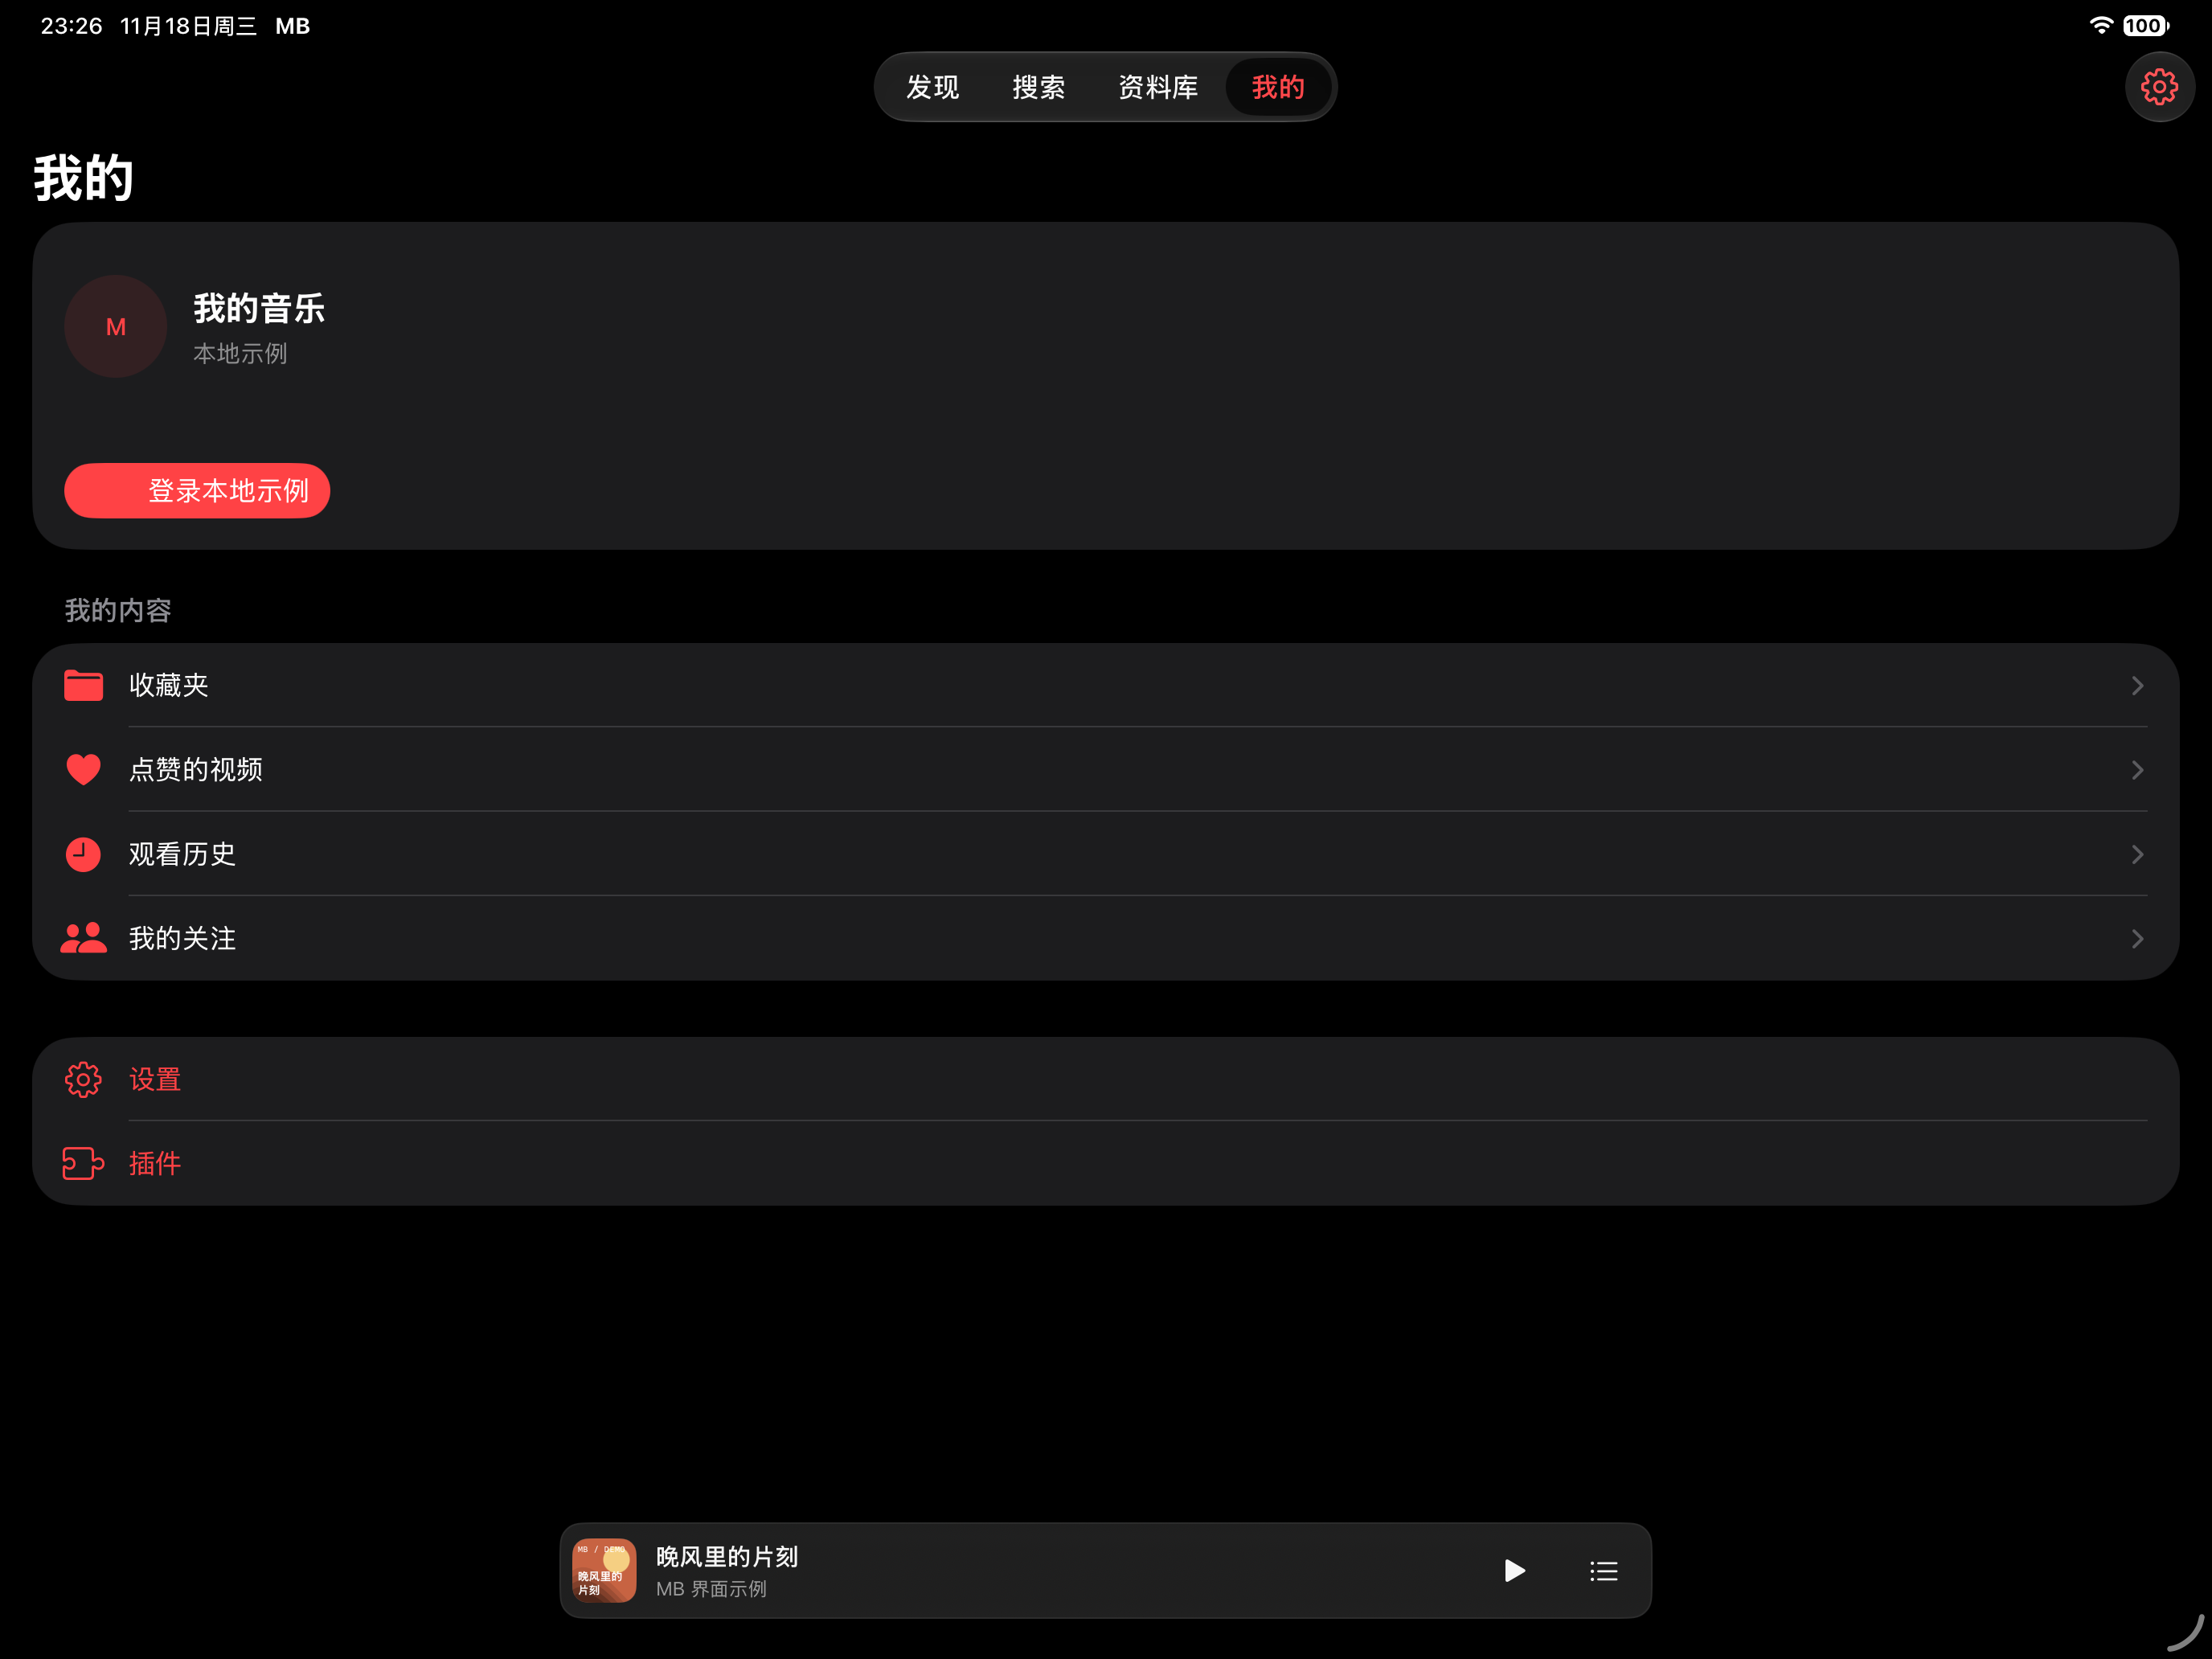 23:26 11月18日周三 MB
100
发现 搜索 资料库 我的
我的
M
我的音乐
本地示例
登录本地示例
我的内容
收藏夹
点赞的视频
观看历史
我的关注
设置
插件
MB / DEMO
晚风里的
片刻
晚风里的片刻
MB 界面示例